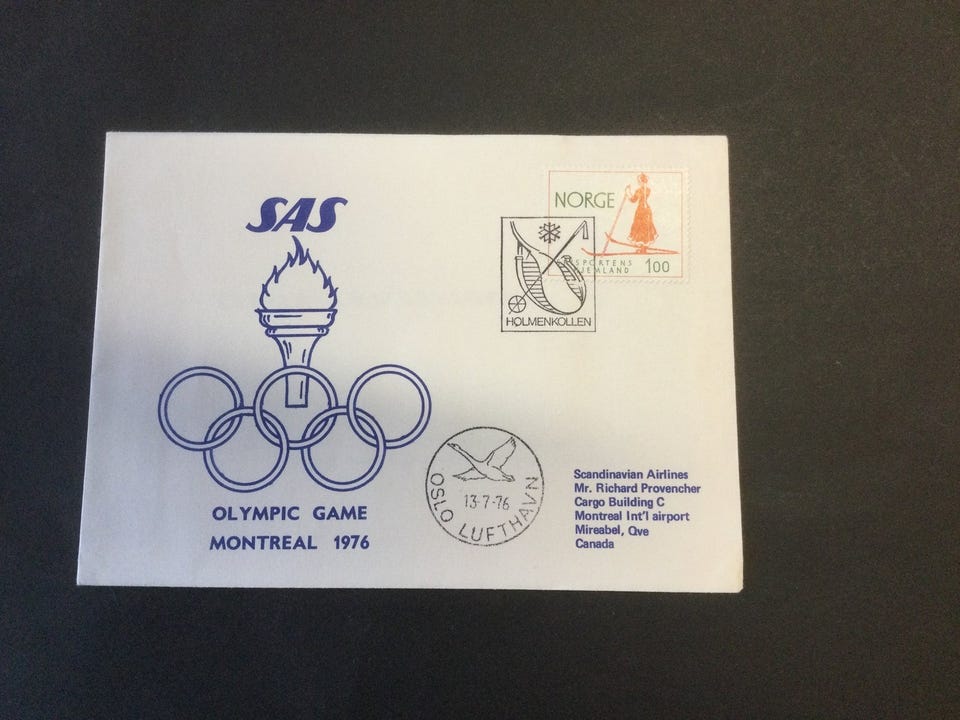 SAS
OLYMPIC GAME
MONTREAL 1976
NORGE
SPORTENS
1.00
HOLMENKOLLEN
OSLO LUFTHAVN
13-7-76
Scandinavian Airlines
Mr. Richard Provencher
Cargo Building C
Montreal Int'l airport
Mireabel, Qve
Canada